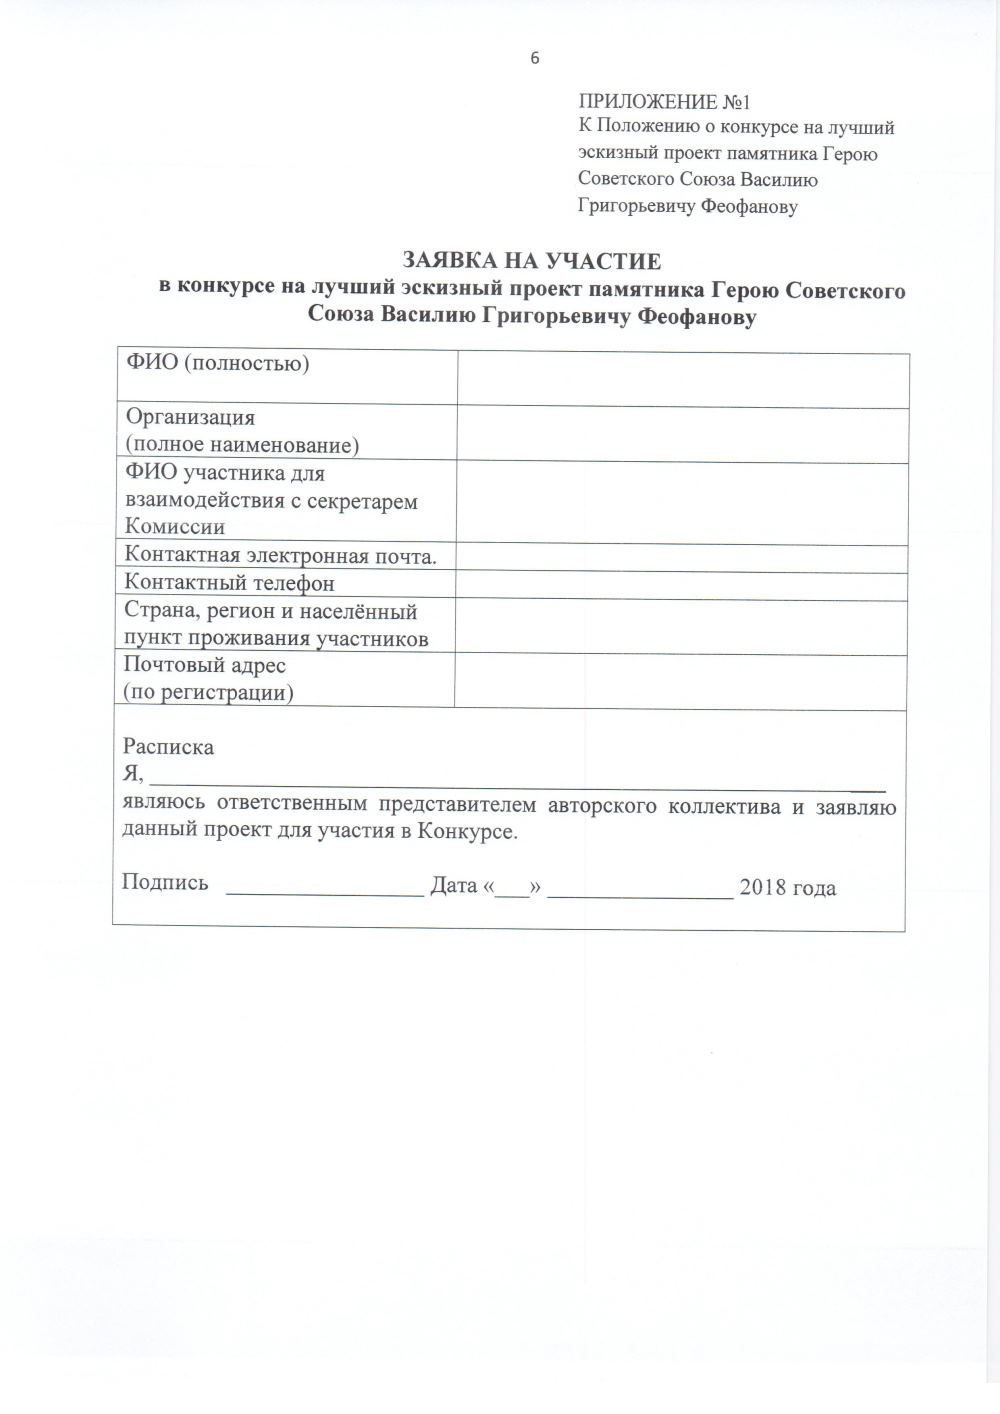 6
ПРИЛОЖЕНИЕ №1
К Положению о конкурсе на лучший
эскизный проект памятника Герою
Советского Союза Василию
Григорьевичу Феофанову
ЗАЯВКА НА УЧАСТИЕ
в конкурсе на лучший эскизный проект памятника Герою Советского
Союза Василию Григорьевичу Феофанову
ФИО (полностью)
Организация
(полное наименование)
ФИО участника для
взаимодействия с секретарем
Комиссии
Контактная электронная почта.
Контактный телефон
Страна, регион и населённый
пункт проживания участников
Почтовый адрес
(по регистрации)
Расписка
Я, ________________________________________________
являюсь ответственным представителем авторского коллектива и заявляю
данный проект для участия в Конкурсе.
Подпись _________________ Дата «___» ________________ 2018 года